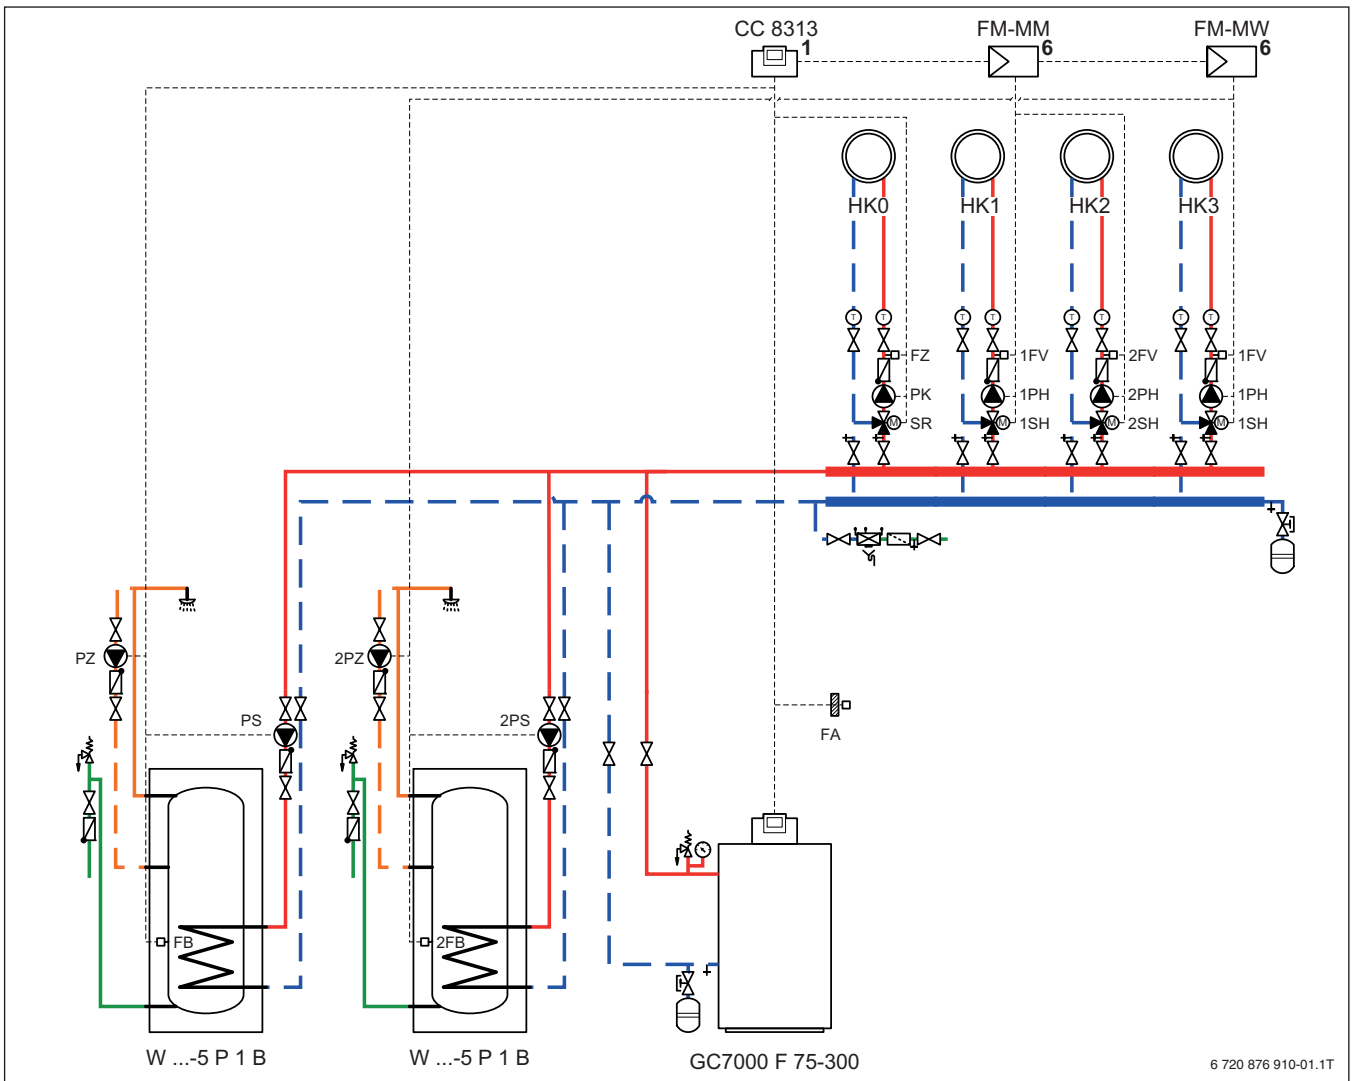 CC 8313 FM-MM FM-MW
1 6 6
HK0 HK1 HK2 HK3
T T T T T T T T
FZ 1FV 2FV 1FV
PK 1PH 2PH 1PH
M SR M 1SH M 2SH M 1SH
PZ 2PZ
PS 2PS
FA
FB 2FB
W ...-5 P 1 B W ...-5 P 1 B GC7000 F 75-300
6 720 876 910-01.1T